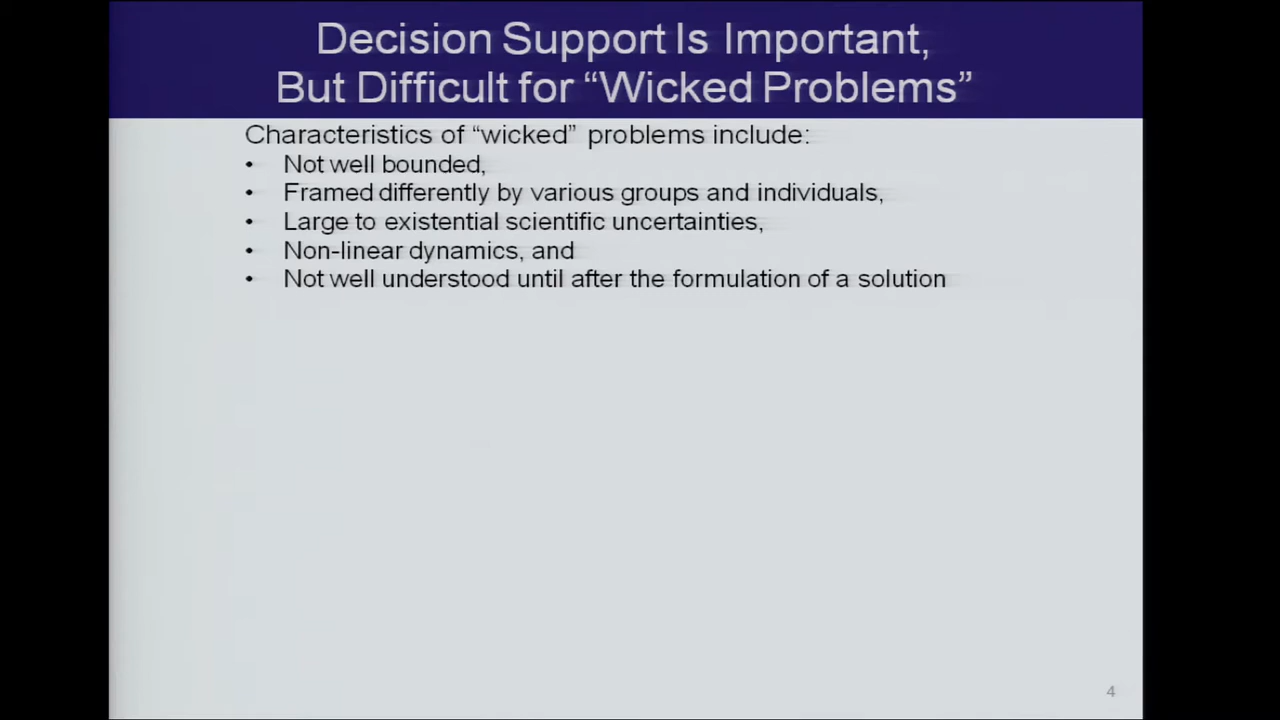 Decision Support Is Important,
But Difficult for “Wicked Problems”
Characteristics of “wicked” problems include:
• Not well bounded,
• Framed differently by various groups and individuals,
• Large to existential scientific uncertainties,
• Non-linear dynamics, and
• Not well understood until after the formulation of a solution
4